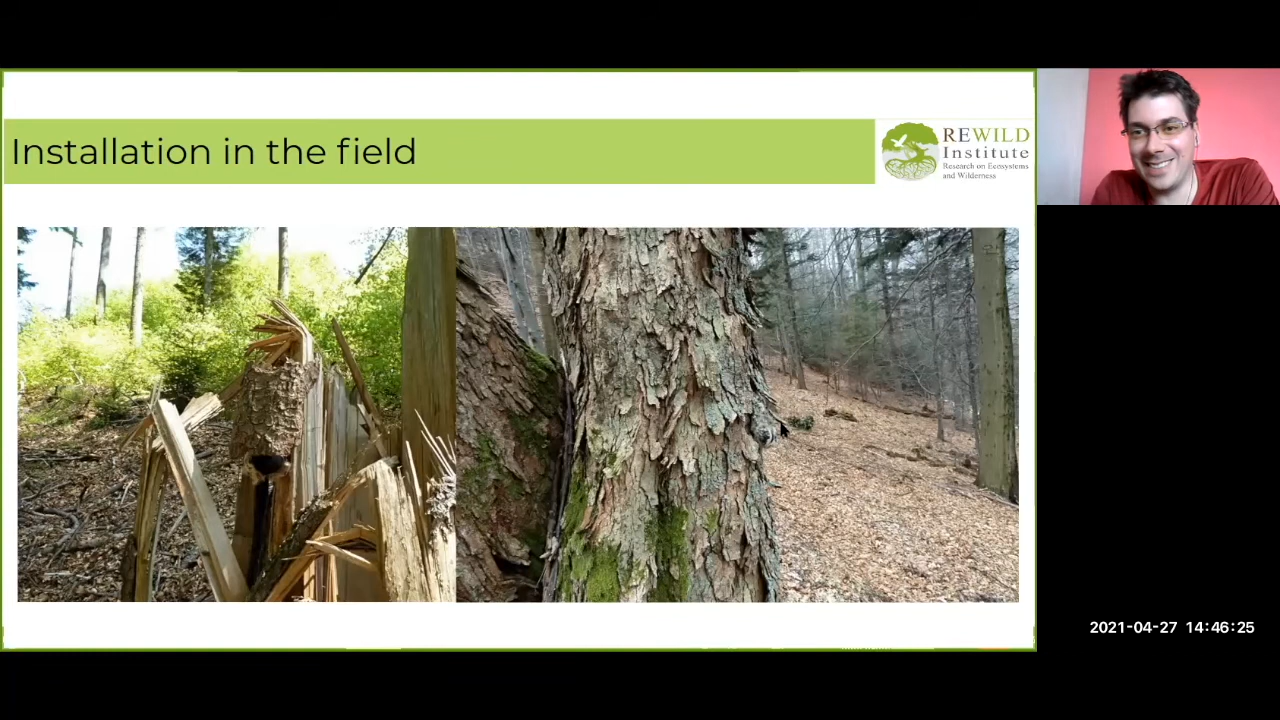 Installation in the field
REWILD
Institute
Research on Ecosystems
and Wilderness
2021-04-27 14:46:25